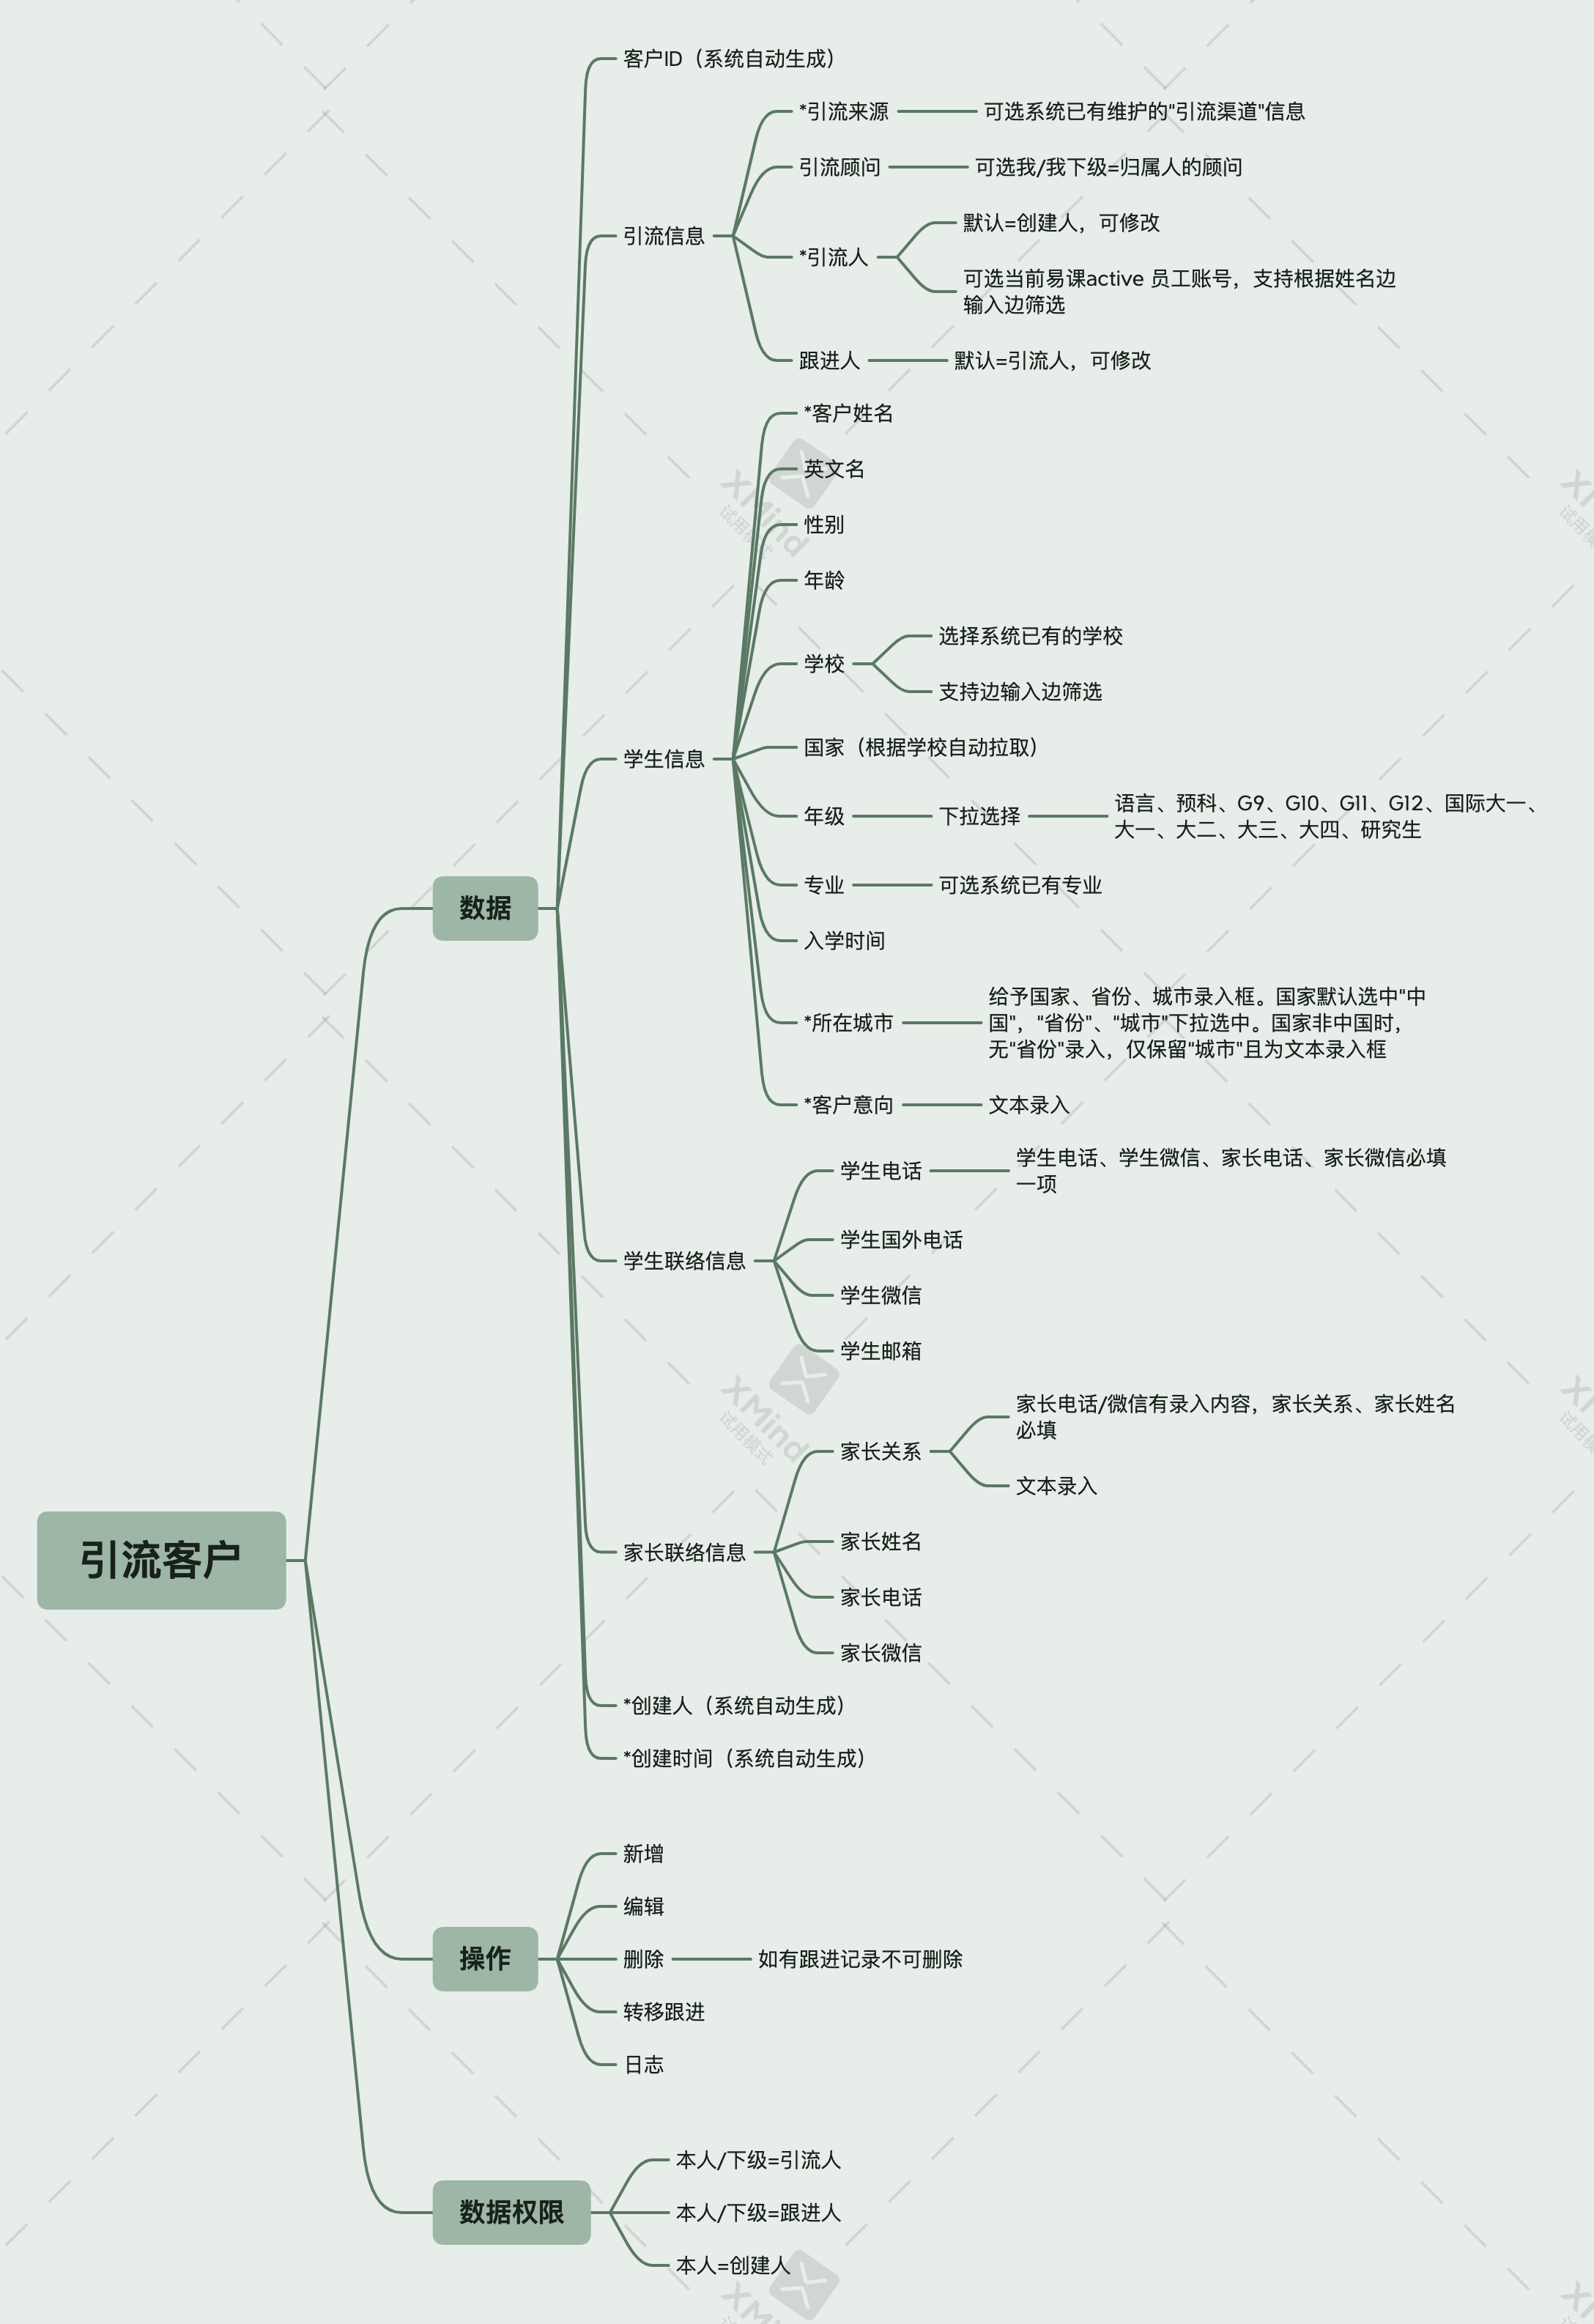 客户ID（系统自动生成）
*引流来源
可选系统已有维护的"引流渠道"信息
引流顾问
可选我/我下级=归属人的顾问
引流信息
*引流人
默认=创建人，可修改
可选当前易课active 员工账号，支持根据姓名边
输入边筛选
跟进人
默认=引流人，可修改
*客户姓名
英文名
性别
年龄
学校
选择系统已有的学校
支持边输入边筛选
学生信息
国家（根据学校自动拉取）
年级
下拉选择
语言、预科、G9、G10、G11、G12、国际大一、
大一、大二、大三、大四、研究生
专业
可选系统已有专业
数据
入学时间
*所在城市
给予国家、省份、城市录入框。国家默认选中"中
国"，"省份"、"城市"下拉选中。国家非中国时，
无"省份"录入，仅保留"城市"且为文本录入框
*客户意向
文本录入
学生电话
学生电话、学生微信、家长电话、家长微信必填
一项
学生联络信息
学生国外电话
学生微信
学生邮箱
家长关系
家长电话/微信有录入内容，家长关系、家长姓名
必填
文本录入
引流客户
家长联络信息
家长姓名
家长电话
家长微信
*创建人（系统自动生成）
*创建时间（系统自动生成）
新增
编辑
操作
删除
如有跟进记录不可删除
转移跟进
日志
本人/下级=引流人
数据权限
本人/下级=跟进人
本人=创建人
XMind
试用模式
XMind
试用模式